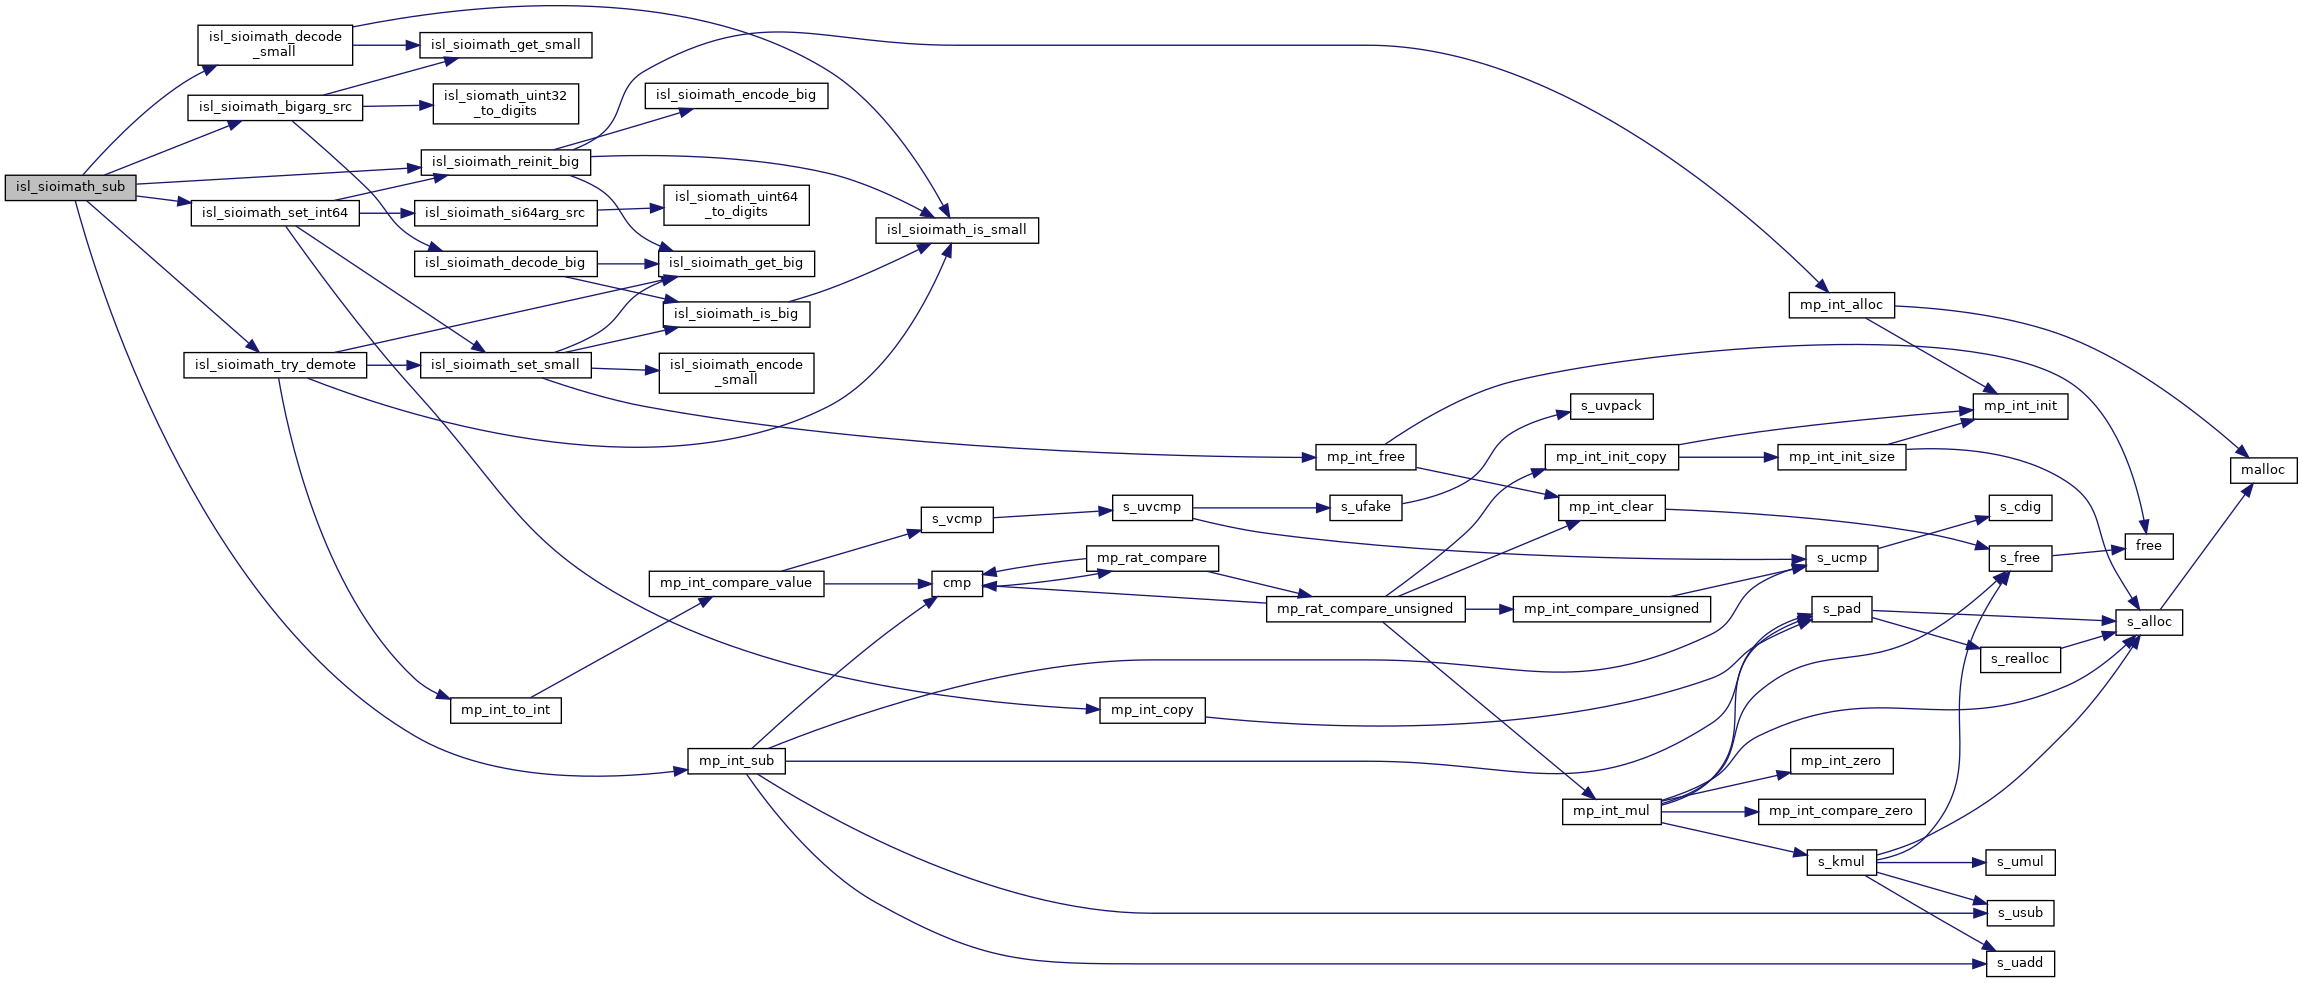 isl_sioimath_sub
isl_sioimath_decode
_small
isl_sioimath_bigarg_src
isl_sioimath_set_int64
isl_sioimath_try_demote
isl_sioimath_get_small
isl_siomath_uint32
_to_digits
isl_sioimath_reinit_big
isl_sioimath_si64arg_src
isl_sioimath_decode_big
isl_sioimath_set_small
mp_int_to_int
isl_sioimath_encode_big
isl_siomath_uint64
_to_digits
isl_sioimath_get_big
isl_sioimath_is_big
isl_sioimath_encode
_small
mp_int_compare_value
mp_int_sub
isl_sioimath_is_small
s_vcmp
cmp
s_uvcmp
mp_rat_compare
mp_int_copy
mp_int_free
s_ufake
mp_rat_compare_unsigned
s_uvpack
mp_int_init_copy
mp_int_clear
mp_int_compare_unsigned
mp_int_mul
mp_int_alloc
mp_int_init_size
s_ucmp
s_pad
mp_int_zero
mp_int_compare_zero
s_kmul
mp_int_init
s_cdig
s_free
s_realloc
s_umul
s_usub
s_uadd
free
s_alloc
malloc